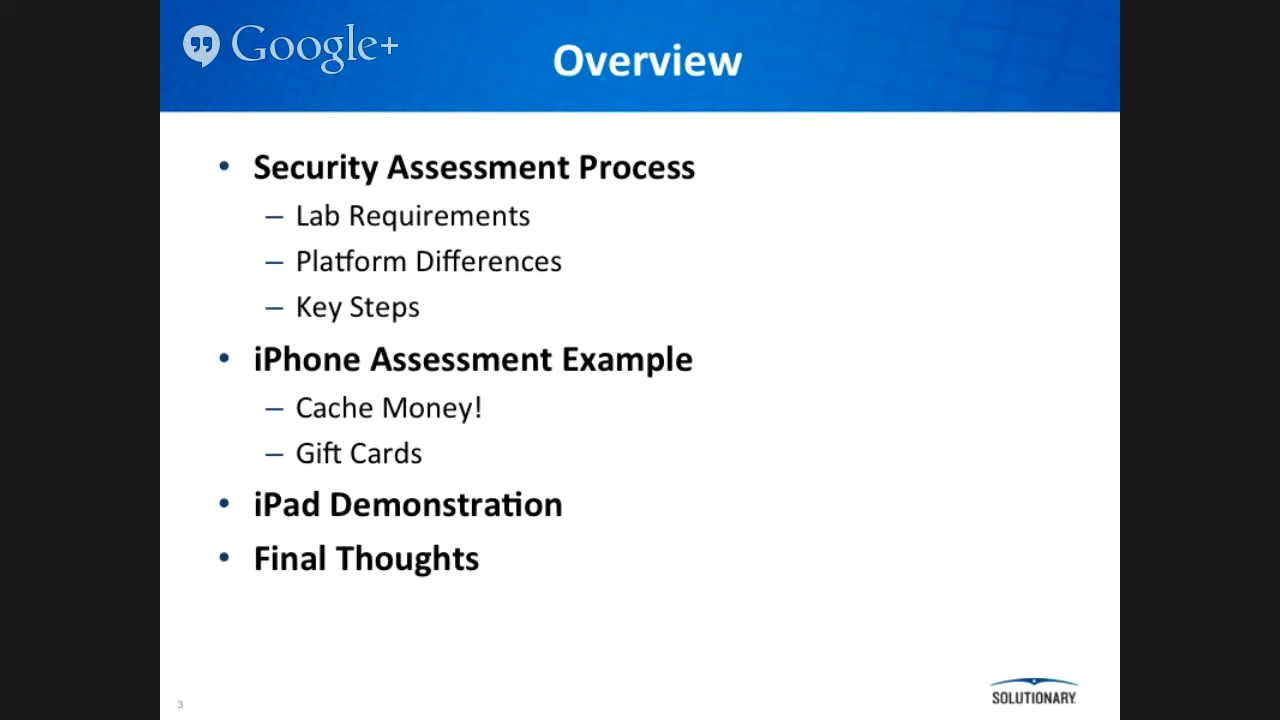 Google+
Overview
• Security Assessment Process
– Lab Requirements
– Platform Differences
– Key Steps
• iPhone Assessment Example
– Cache Money!
– Gift Cards
• iPad Demonstration
• Final Thoughts
3
SOLUTIONARY